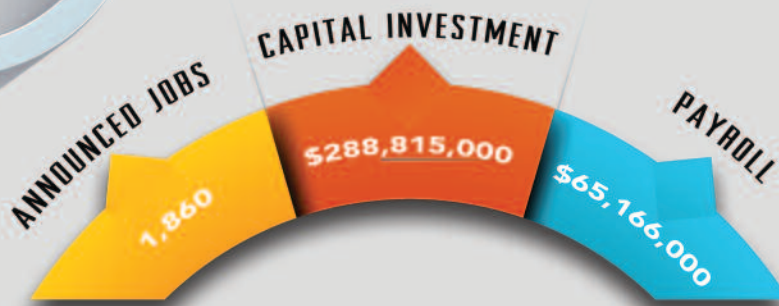 ANNOUNCED JOBS
1,860
CAPITAL INVESTMENT
$288,815,000
PAYROLL
$65,166,000